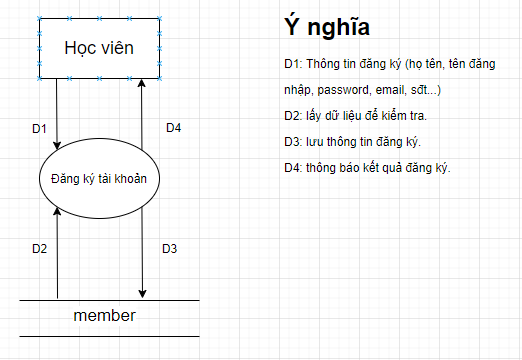 Học viên
D1
D4
Đăng ký tài khoản
D2
D3
member
Ý nghĩa
D1: Thông tin đăng ký (họ tên, tên đăng
nhập, password, email, sđt...)
D2: lấy dữ liệu để kiểm tra.
D3: lưu thông tin đăng ký.
D4: thông báo kết quả đăng ký.